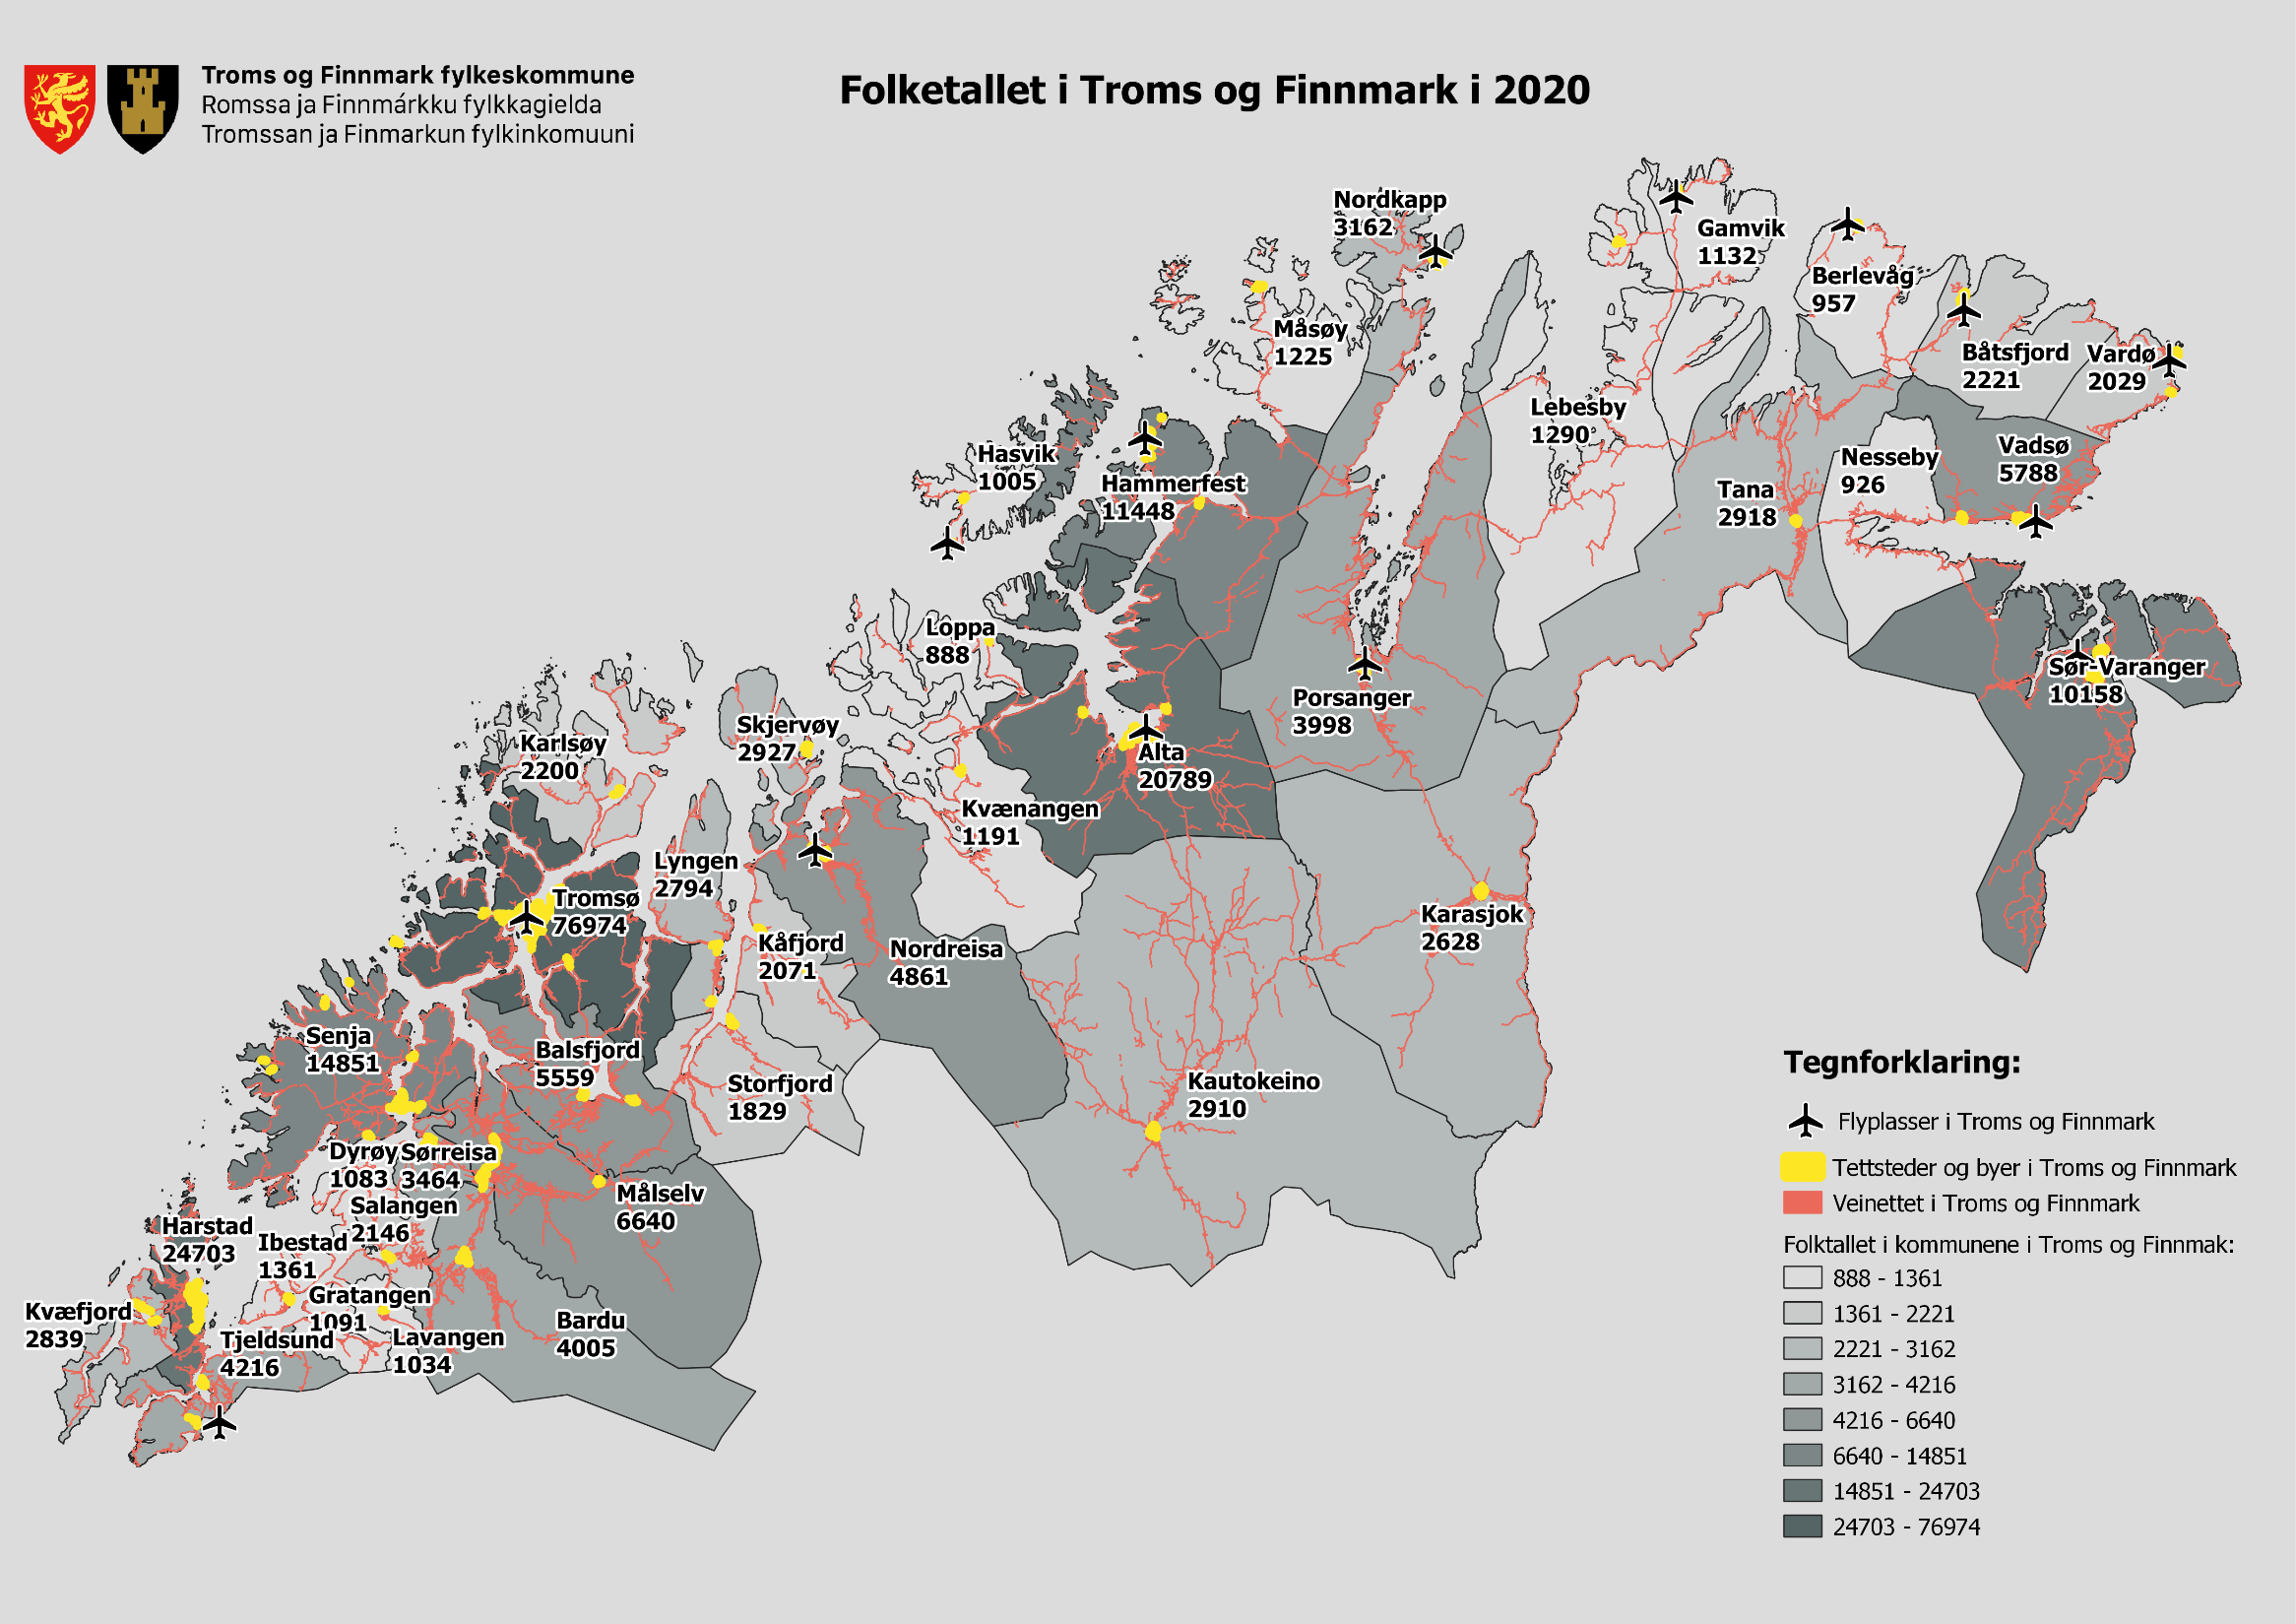 Troms og Finnmark fylkeskommune
Romssa ja Finnmárkku fylkkagielda
Tromssan ja Finmarkun fylkinkomuuni
Folketallet i Troms og Finnmark i 2020
Nordkapp
3162
Gamvik
1132
Berlevåg
957
Måsøy
1225
Båtsfjord
2221
Vardø
2029
Lebesby
1290
Hasvik
1005
Hammerfest
11448
Vadsø
5788
Nesseby
926
Tana
2918
Loppa
888
Sør-Varanger
10158
Porsanger
3998
Skjervøy
2927
Karlsøy
2200
Alta
20789
Kvænangen
1191
Lyngen
2794
Tromsø
76974
Karasjok
2628
Kåfjord
2071
Nordreisa
4861
Senja
14851
Balsfjord
5559
Storfjord
1829
Kautokeino
2910
Dyrøy
1083
Sørreisa
3464
Målselv
6640
Salangen
2146
Harstad
24703
Ibestad
1361
Gratangen
1091
Kvæfjord
2839
Tjeldsund
4216
Lavangen
1034
Bardu
4005
Tegnforklaring:
Flyplasser i Troms og Finnmark
Tettsteder og byer i Troms og Finnmark
Veinettet i Troms og Finnmark
Folktallet i kommunene i Troms og Finnmak:
888 - 1361
1361 - 2221
2221 - 3162
3162 - 4216
4216 - 6640
6640 - 14851
14851 - 24703
24703 - 76974